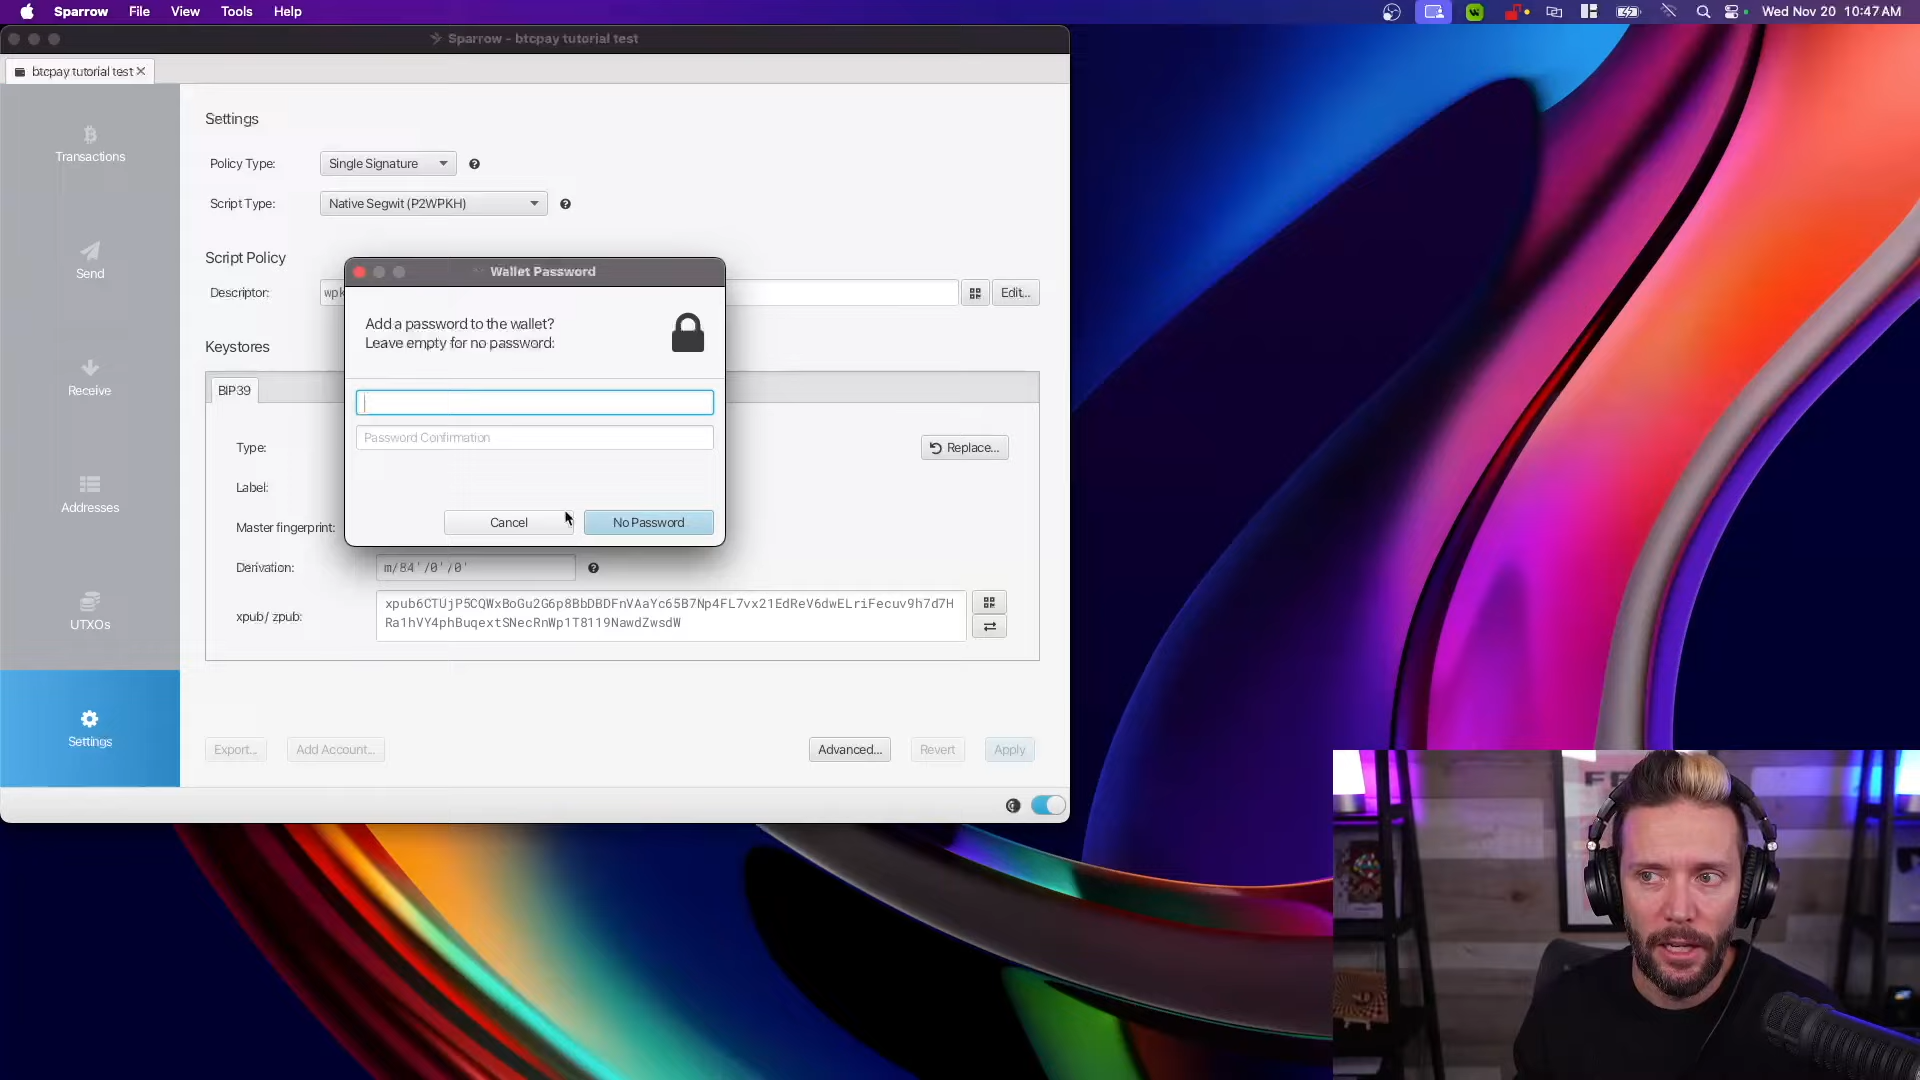 Sparrow File View Tools Help
Wed Nov 20 10:47 AM
Sparrow - btcpay tutorial test
btcpay tutorial test
Transactions
Send
Receive
Addresses
UTXOs
Settings
Settings
Policy Type: Single Signature
Script Type: Native Segwit (P2WPKH)
Script Policy
Descriptor: wpk
Edit...
Keystores
BIP39
Type:
Replace...
Label:
Master fingerprint:
Derivation: m/84'/0'/0'
xpub / zpub:
xpub6CTUjP5CQWxBoGu2G6p8BbDBDFnVAaYc65B7Np4FL7vx21EdReV6dwELriFecuv9h7d7H
Ra1hVY4phBuqextSNecRnWp1T8119NawdZwsdW
Export... Add Account... Advanced... Revert Apply
Wallet Password
Add a password to the wallet?
Leave empty for no password:
Password Confirmation
Cancel No Password